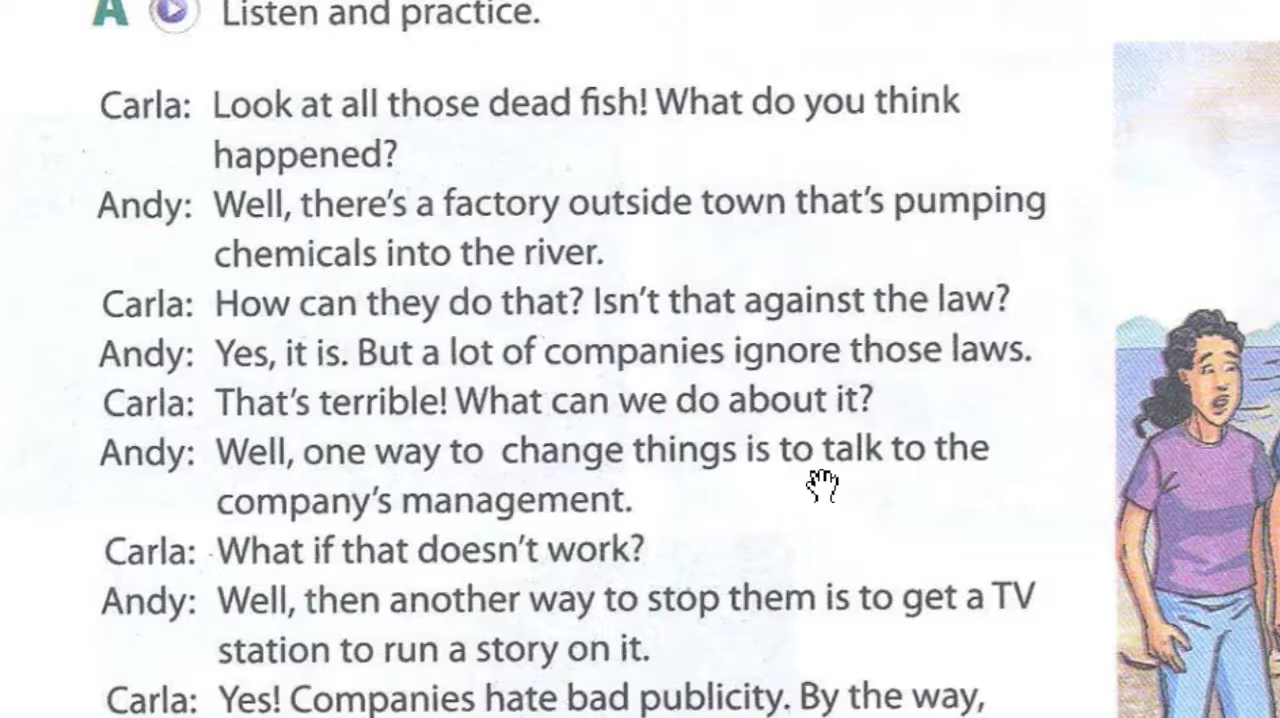 A Listen and practice.
Carla: Look at all those dead fish! What do you think
happened?
Andy: Well, there's a factory outside town that's pumping
chemicals into the river.
Carla: How can they do that? Isn't that against the law?
Andy: Yes, it is. But a lot of companies ignore those laws.
Carla: That's terrible! What can we do about it?
Andy: Well, one way to change things is to talk to the
company's management.
Carla: What if that doesn't work?
Andy: Well, then another way to stop them is to get a TV
station to run a story on it.
Carla: Yes! Companies hate bad publicity. By the way,